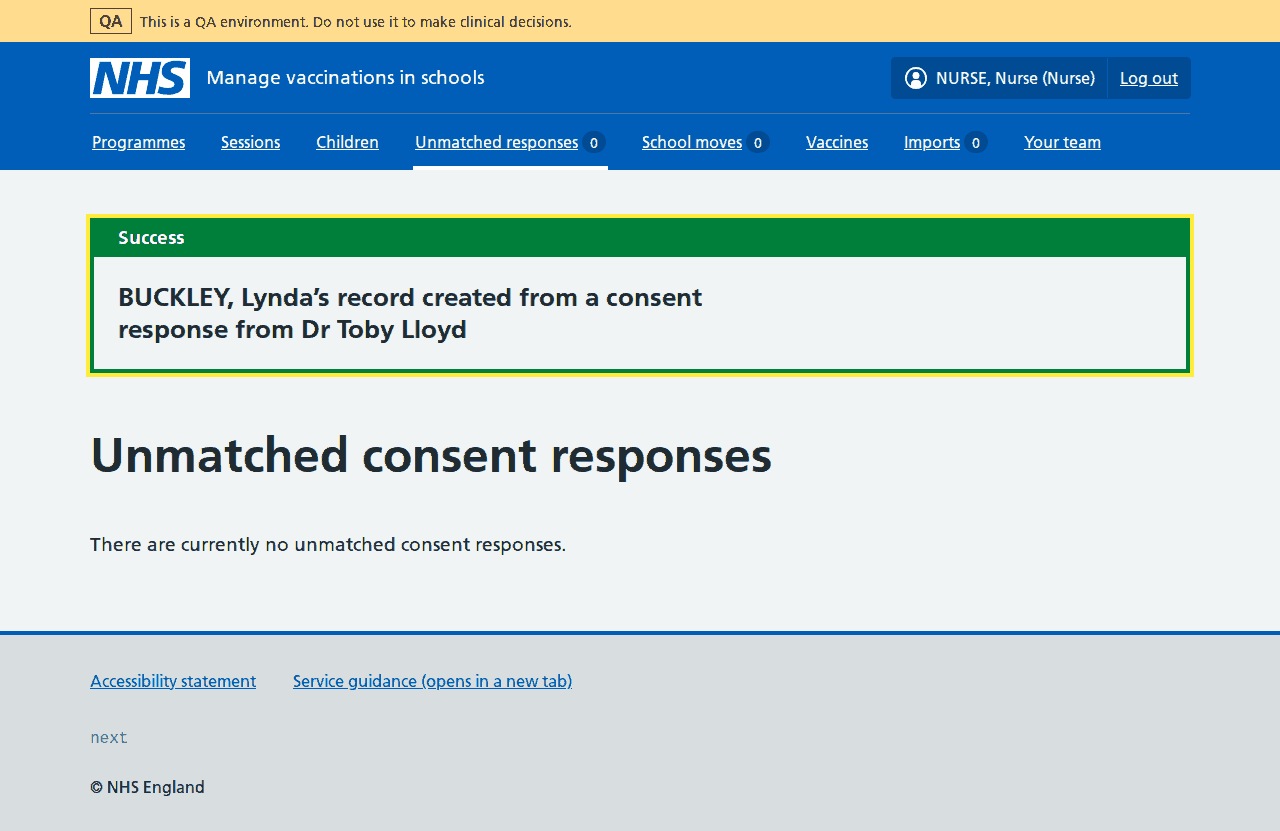 QA This is a QA environment. Do not use it to make clinical decisions.
NHS Manage vaccinations in schools NURSE, Nurse (Nurse) Log out
Programmes Sessions Children Unmatched responses 0 School moves 0 Vaccines Imports 0 Your team
Success
BUCKLEY, Lynda’s record created from a consent
response from Dr Toby Lloyd
Unmatched consent responses
There are currently no unmatched consent responses.
Accessibility statement Service guidance (opens in a new tab)
next
© NHS England